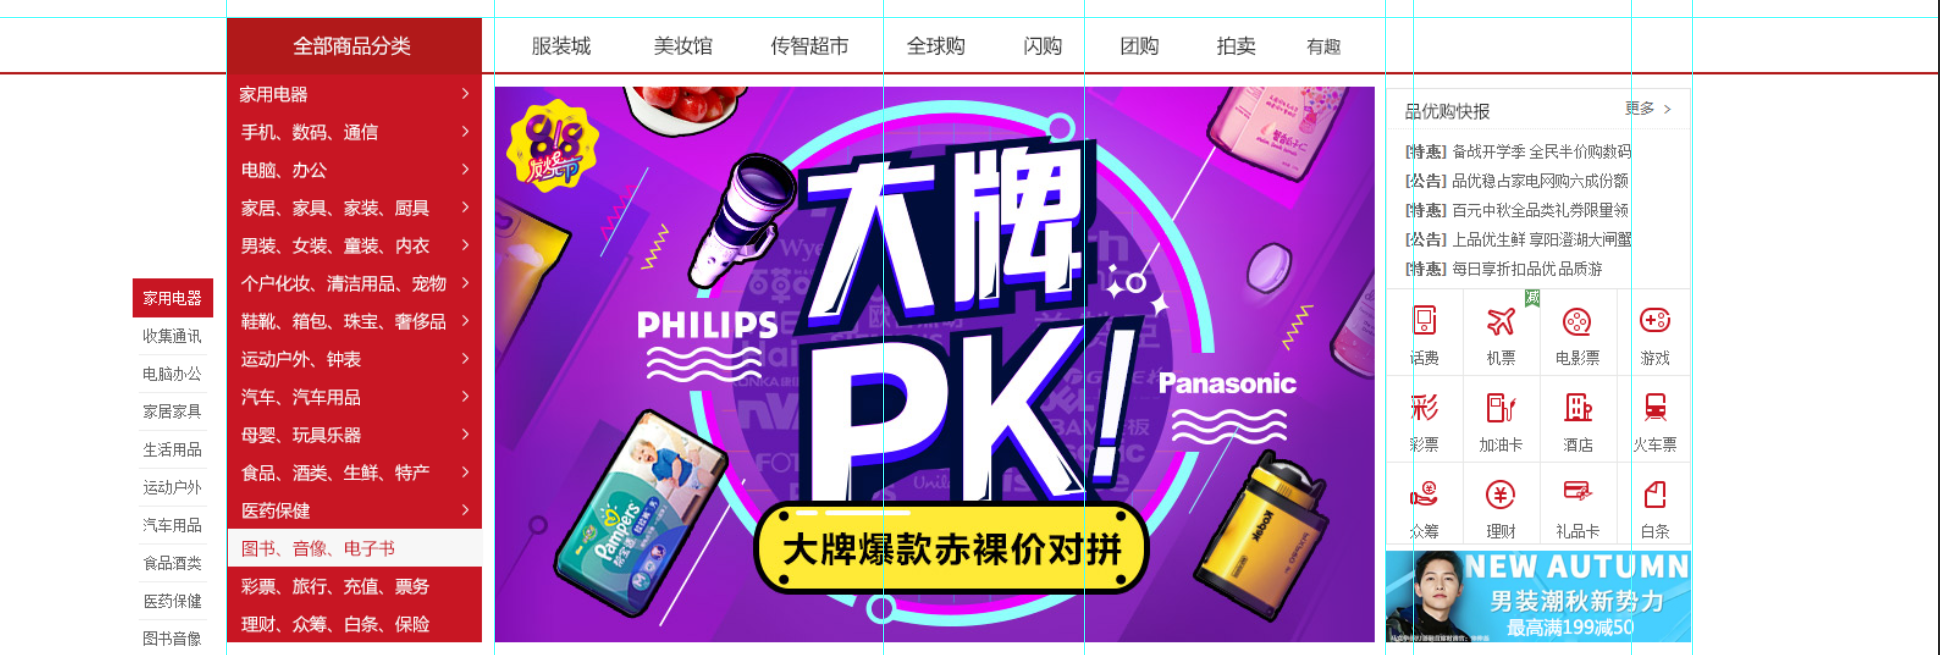 全部商品分类
服装城
美妆馆
传智超市
全球购
闪购
团购
拍卖
有趣
家用电器
手机、数码、通信
电脑、办公
家居、家具、家装、厨具
男装、女装、童装、内衣
个户化妆、清洁用品、宠物
鞋靴、箱包、珠宝、奢侈品
运动户外、钟表
汽车、汽车用品
母婴、玩具乐器
食品、酒类、生鲜、特产
医药保健
图书、音像、电子书
彩票、旅行、充值、票务
理财、众筹、白条、保险
家用电器
收集通讯
电脑办公
家居家具
生活用品
运动户外
汽车用品
食品酒类
医药保健
图书音像
818
发烧节
大牌
PK!
PHILIPS
Panasonic
Pampers
帮宝适
Kodak
大牌爆款赤裸价对拼
品优购快报
更多 >
[特惠] 备战开学季 全民半价购数码
[公告] 品优稳占家电网购六成份额
[特惠] 百元中秋全品类礼券限量领
[公告] 上品优生鲜 享阳澄湖大闸蟹
[特惠] 每日享折扣品优品质游
话费
机票
减
电影票
游戏
彩
彩票
加油卡
酒店
火车票
众筹
理财
礼品卡
白条
NEW AUTUMN
男装潮秋新势力
最高满199减50